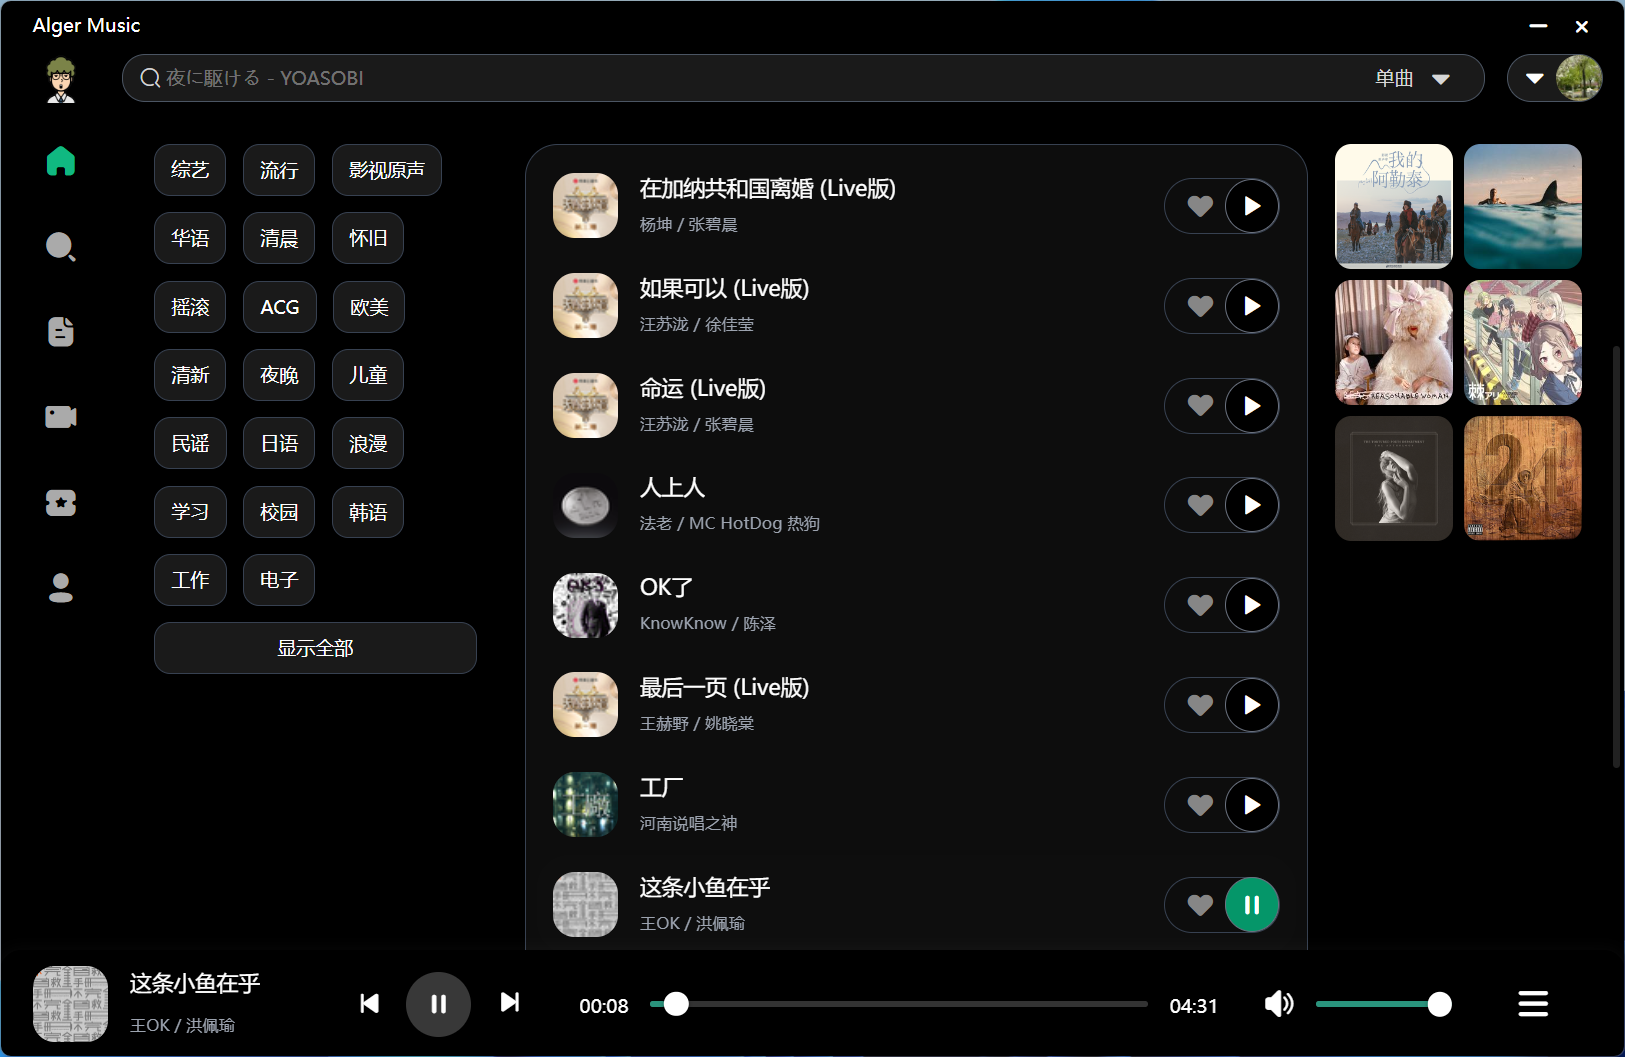 Alger Music
夜に駆ける - YOASOBI
单曲
综艺 流行 影视原声
华语 清晨 怀旧
摇滚 ACG 欧美
清新 夜晚 儿童
民谣 日语 浪漫
学习 校园 韩语
工作 电子
显示全部
在加纳共和国离婚 (Live版)
杨坤 / 张碧晨
如果可以 (Live版)
汪苏泷 / 徐佳莹
命运 (Live版)
汪苏泷 / 张碧晨
人上人
法老 / MC HotDog 热狗
OK了
KnowKnow / 陈泽
最后一页 (Live版)
王赫野 / 姚晓棠
工厂
河南说唱之神
这条小鱼在乎
王OK / 洪佩瑜
我的
阿勒泰
REASONABLE WOMAN
棘
21
这条小鱼在乎
王OK / 洪佩瑜
00:08
04:31